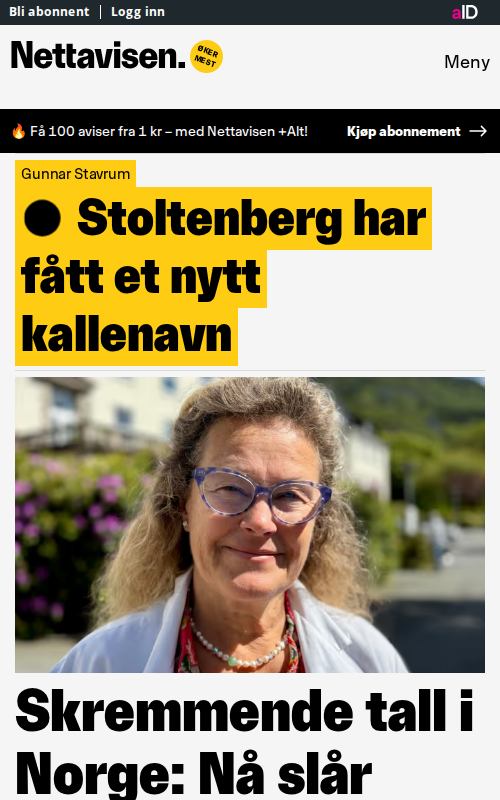 Bli abonnent Logg inn aID
Nettavisen. ØKER MEST
Meny
🔥 Få 100 aviser fra 1 kr – med Nettavisen +Alt! Kjøp abonnement →
Gunnar Stavrum
Stoltenberg har
fått et nytt
kallenavn
Skremmende tall i
Norge: Nå slår